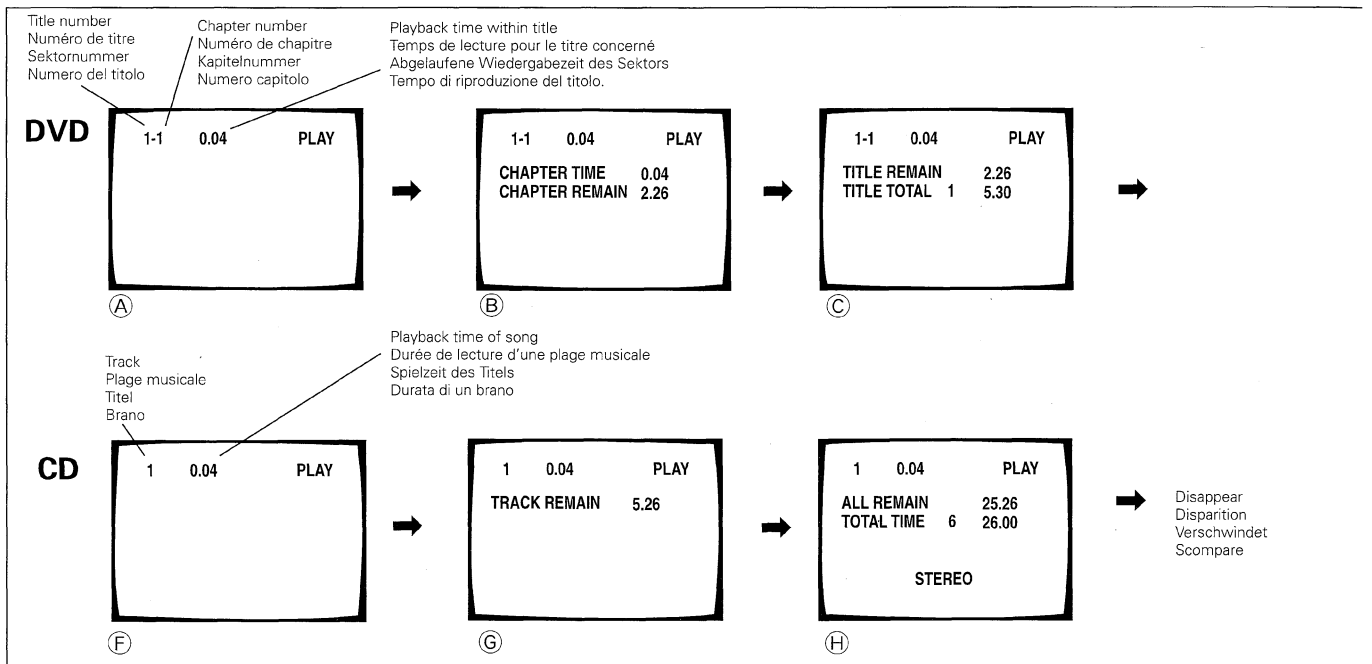 Title number
Numéro de titre
Sektornummer
Numero del titolo
Chapter number
Numéro de chapitre
Kapitelnummer
Numero capitolo
Playback time within title
Temps de lecture pour le titre concerné
Abgelaufene Wiedergabezeit des Sektors
Tempo di riproduzione del titolo.
DVD
1-1 0.04 PLAY
A
1-1 0.04 PLAY
CHAPTER TIME 0.04
CHAPTER REMAIN 2.26
B
1-1 0.04 PLAY
TITLE REMAIN 2.26
TITLE TOTAL 1 5.30
C
Track
Plage musicale
Titel
Brano
Playback time of song
Durée de lecture d'une plage musicale
Spielzeit des Titels
Durata di un brano
CD
1 0.04 PLAY
F
1 0.04 PLAY
TRACK REMAIN 5.26
G
1 0.04 PLAY
ALL REMAIN 25.26
TOTAL TIME 6 26.00
STEREO
H
Disappear
Disparition
Verschwindet
Scompare